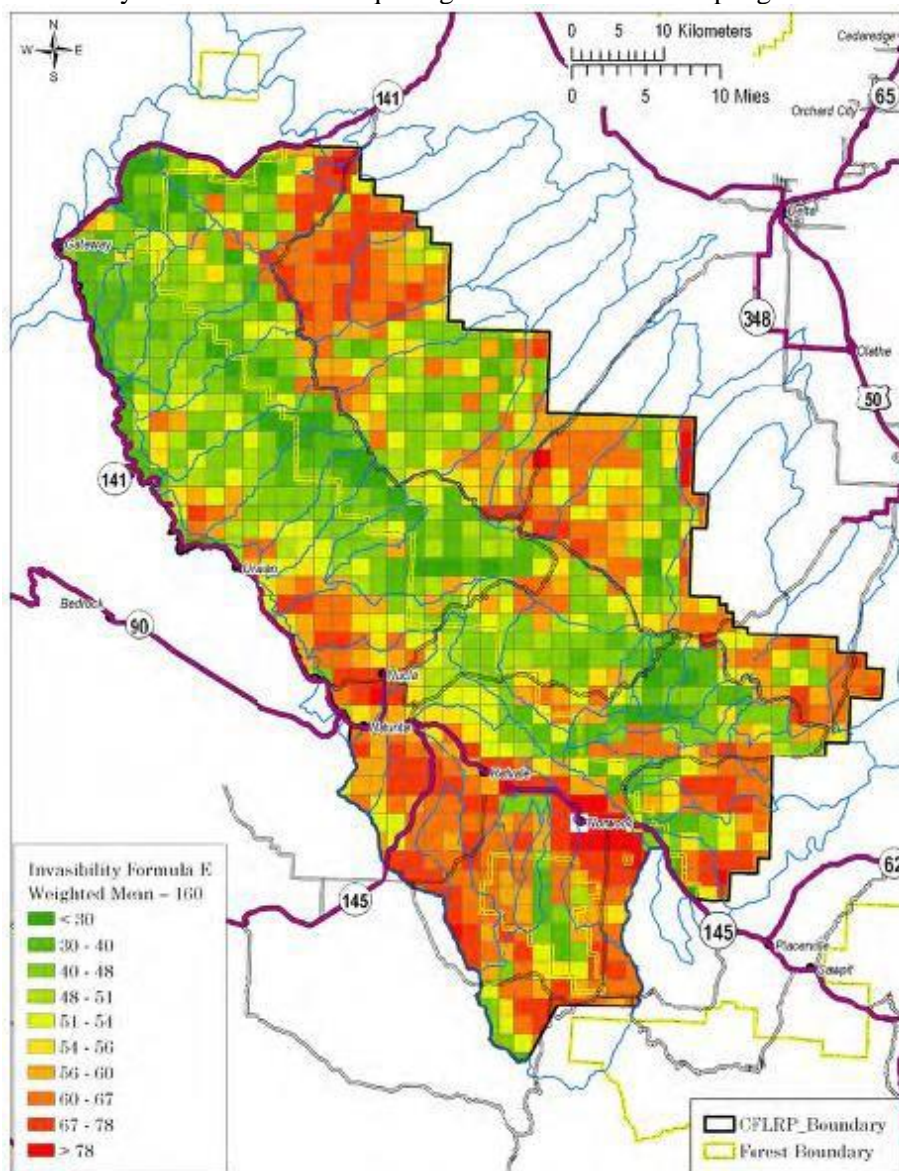 N
W E
S
0 5 10 Kilometers
0 5 10 Miles
Cedaredge
141
65
Orchard City
Delta
Gateway
348
Olathe
50
141
Uravan
Bedrock
90
Nucla
Naturita
Redvale
Norwood
Invasibility Formula E
Weighted Mean - 160
< 30
30 - 40
40 - 48
48 - 51
51 - 54
54 - 56
56 - 60
60 - 67
67 - 78
> 78
145
62
145
Placerville
Sawpit
CFLRP_Boundary
Forest Boundary